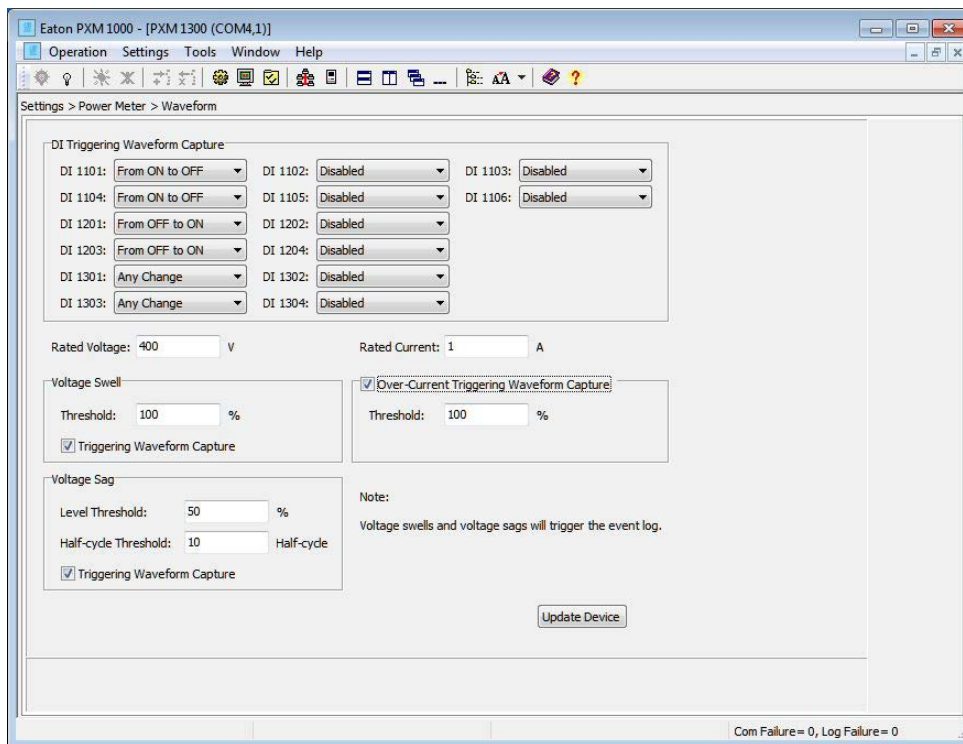 Eaton PXM 1000 - [PXM 1300 (COM4,1)]
Operation Settings Tools Window Help
Settings > Power Meter > Waveform
DI Triggering Waveform Capture
DI 1101: From ON to OFF DI 1102: Disabled DI 1103: Disabled
DI 1104: From ON to OFF DI 1105: Disabled DI 1106: Disabled
DI 1201: From OFF to ON DI 1202: Disabled
DI 1203: From OFF to ON DI 1204: Disabled
DI 1301: Any Change DI 1302: Disabled
DI 1303: Any Change DI 1304: Disabled
Rated Voltage: 400 V Rated Current: 1 A
Voltage Swell
Threshold: 100 %
Triggering Waveform Capture
Over-Current Triggering Waveform Capture
Threshold: 100 %
Voltage Sag
Level Threshold: 50 %
Half-cycle Threshold: 10 Half-cycle
Triggering Waveform Capture
Note:
Voltage swells and voltage sags will trigger the event log.
Update Device
Com Failure= 0, Log Failure= 0